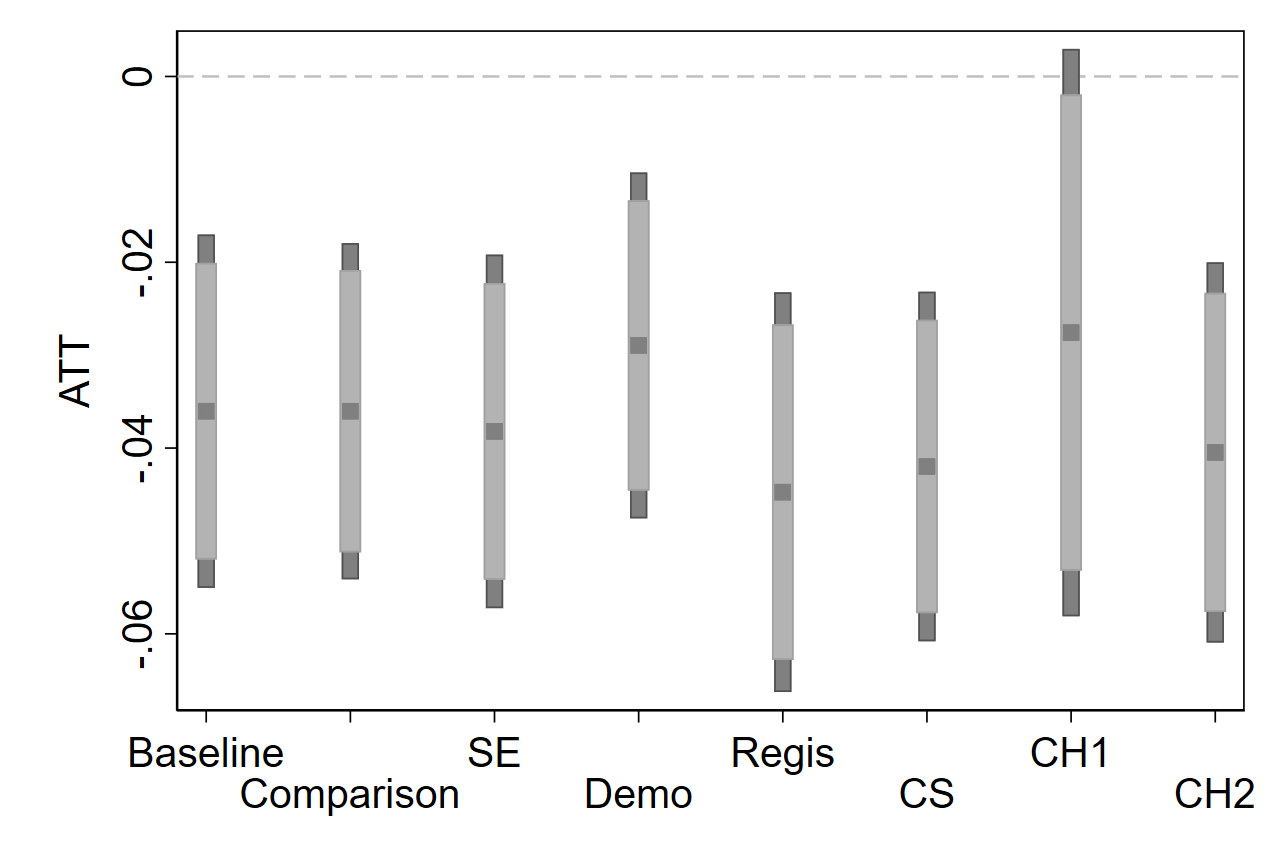 ATT
0
-.02
-.04
-.06
Baseline
Comparison
SE
Demo
Regis
CS
CH1
CH2